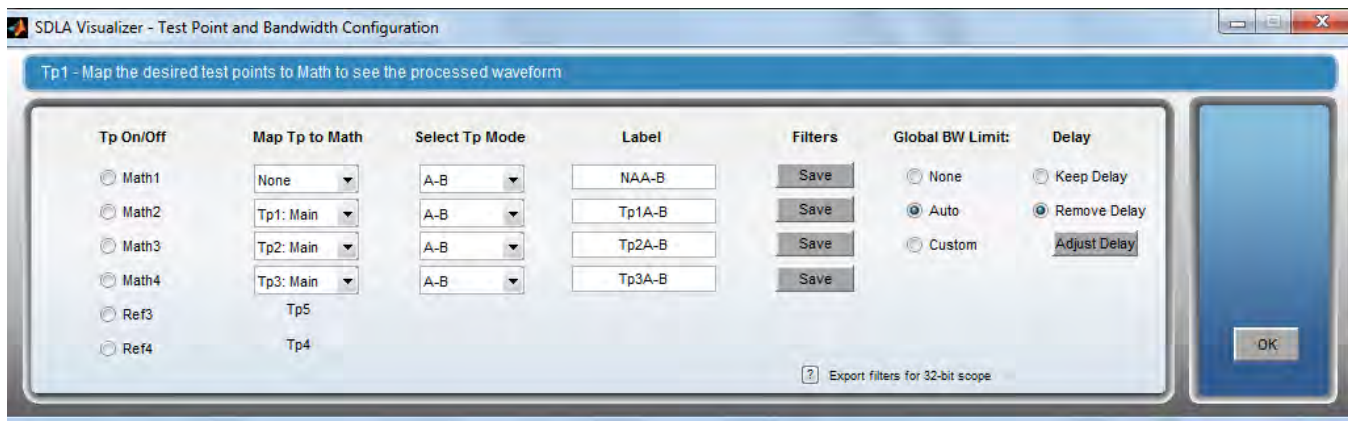 SDLA Visualizer - Test Point and Bandwidth Configuration
Tp1 - Map the desired test points to Math to see the processed waveform
Tp On/Off Map Tp to Math Select Tp Mode Label Filters Global BW Limit: Delay
Math1 None A-B NAA-B Save None Keep Delay
Math2 Tp1: Main A-B Tp1A-B Save Auto Remove Delay
Math3 Tp2: Main A-B Tp2A-B Save Custom Adjust Delay
Math4 Tp3: Main A-B Tp3A-B Save
Ref3 Tp5
Ref4 Tp4
OK
? Export filters for 32-bit scope